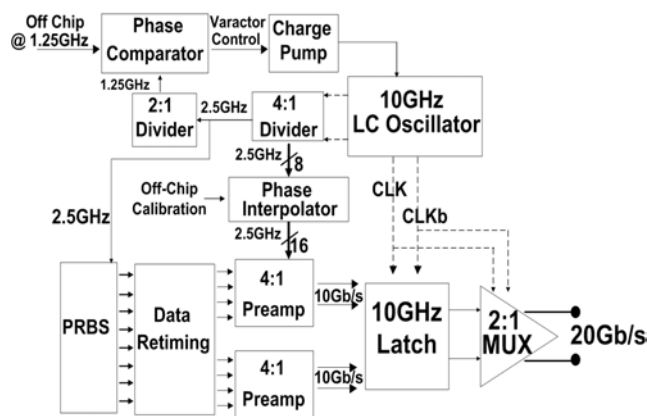 Off Chip
@ 1.25GHz
Phase
Comparator
Varactor
Control
Charge
Pump
1.25GHz
2:1
Divider
2.5GHz
4:1
Divider
10GHz
LC Oscillator
2.5GHz
8
Off-Chip
Calibration
Phase
Interpolator
CLK
CLKb
2.5GHz
2.5GHz
16
PRBS
Data
Retiming
4:1
Preamp
10Gb/s
4:1
Preamp
10Gb/s
10GHz
Latch
2:1
MUX
20Gb/s